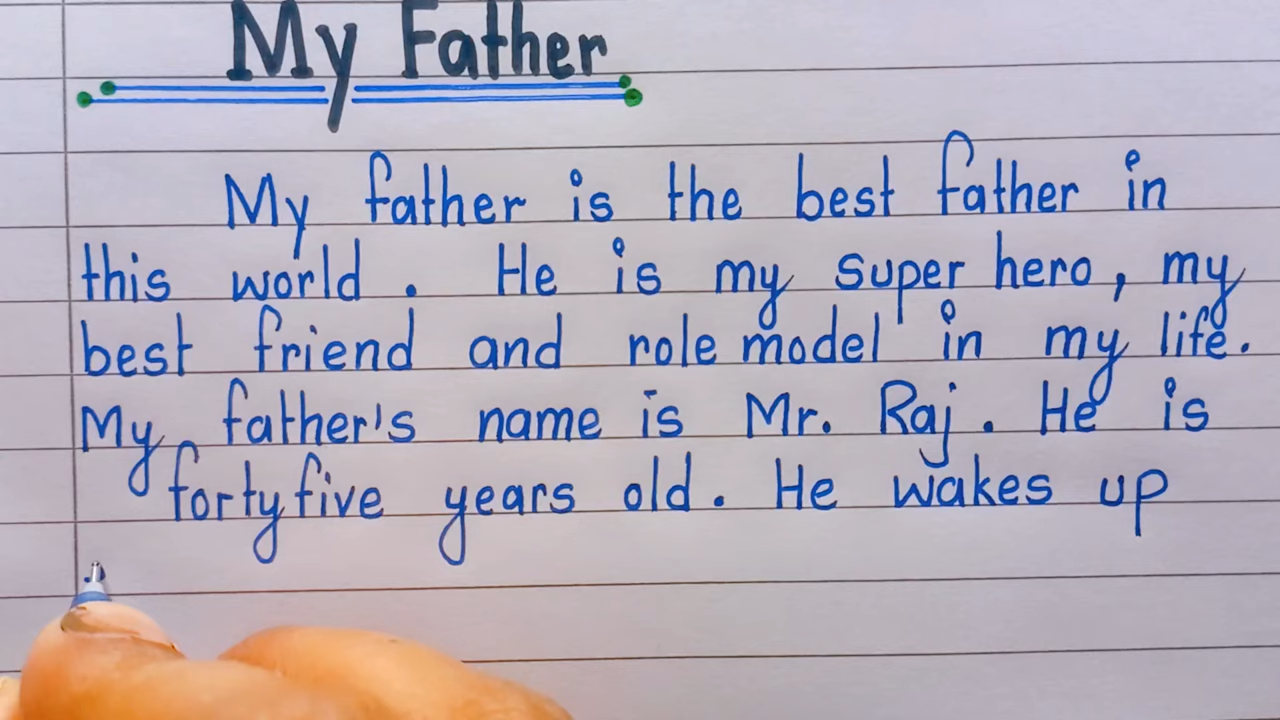 My Father
My father is the best father in
this world. He is my super hero, my
best friend and role model in my life.
My father's name is Mr. Raj. He is
forty five years old. He wakes up